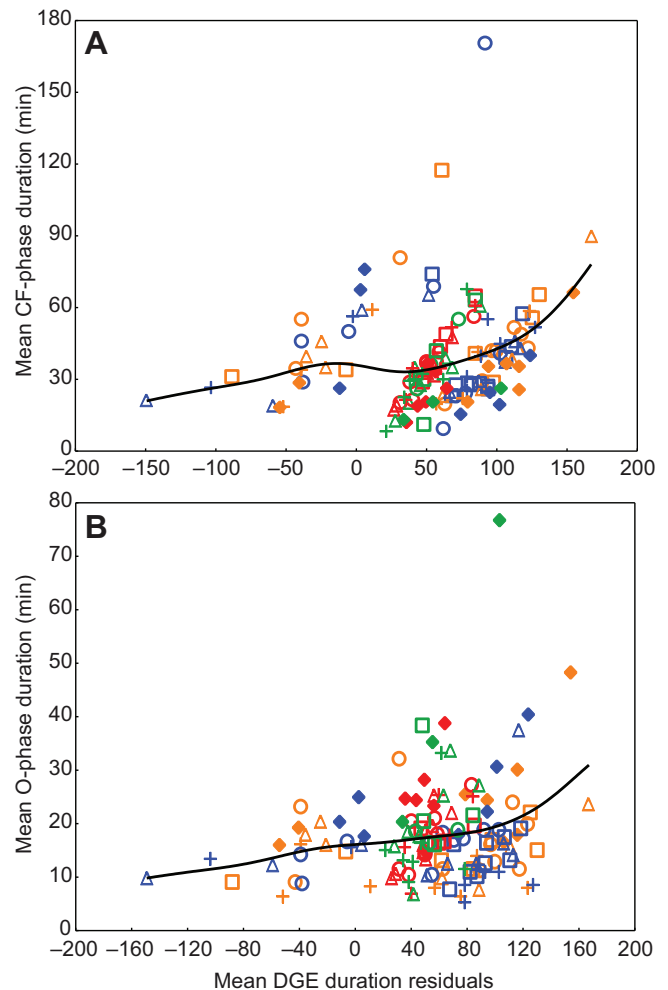 A
Mean CF-phase duration (min)
180
150
120
90
60
30
0
−200 −150 −100 −50 0 50 100 150 200
B
Mean O-phase duration (min)
80
70
60
50
40
30
20
10
0
−200 −160 −120 −80 −40 0 40 80 120 160 200
Mean DGE duration residuals